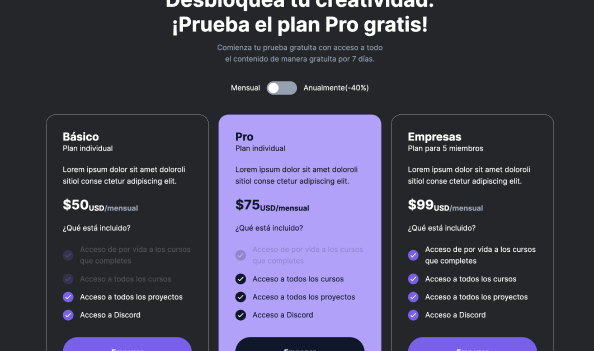 Desbloquea tu creatividad.
¡Prueba el plan Pro gratis!
Comienza tu prueba gratuita con acceso a todo
el contenido de manera gratuita por 7 días.
Mensual
Anualmente(-40%)
Básico
Plan individual
Lorem ipsum dolor sit amet doloroli
sitiol conse ctetur adipiscing elit.
$50USD/mensual
¿Qué está incluido?
Acceso de por vida a los cursos
que completes
Acceso a todos los cursos
Acceso a todos los proyectos
Acceso a Discord
Pro
Plan individual
Lorem ipsum dolor sit amet doloroli
sitiol conse ctetur adipiscing elit.
$75USD/mensual
¿Qué está incluido?
Acceso de por vida a los cursos
que completes
Acceso a todos los cursos
Acceso a todos los proyectos
Acceso a Discord
Empresas
Plan para 5 miembros
Lorem ipsum dolor sit amet doloroli
sitiol conse ctetur adipiscing elit.
$99USD/mensual
¿Qué está incluido?
Acceso de por vida a los cursos
que completes
Acceso a todos los cursos
Acceso a todos los proyectos
Acceso a Discord